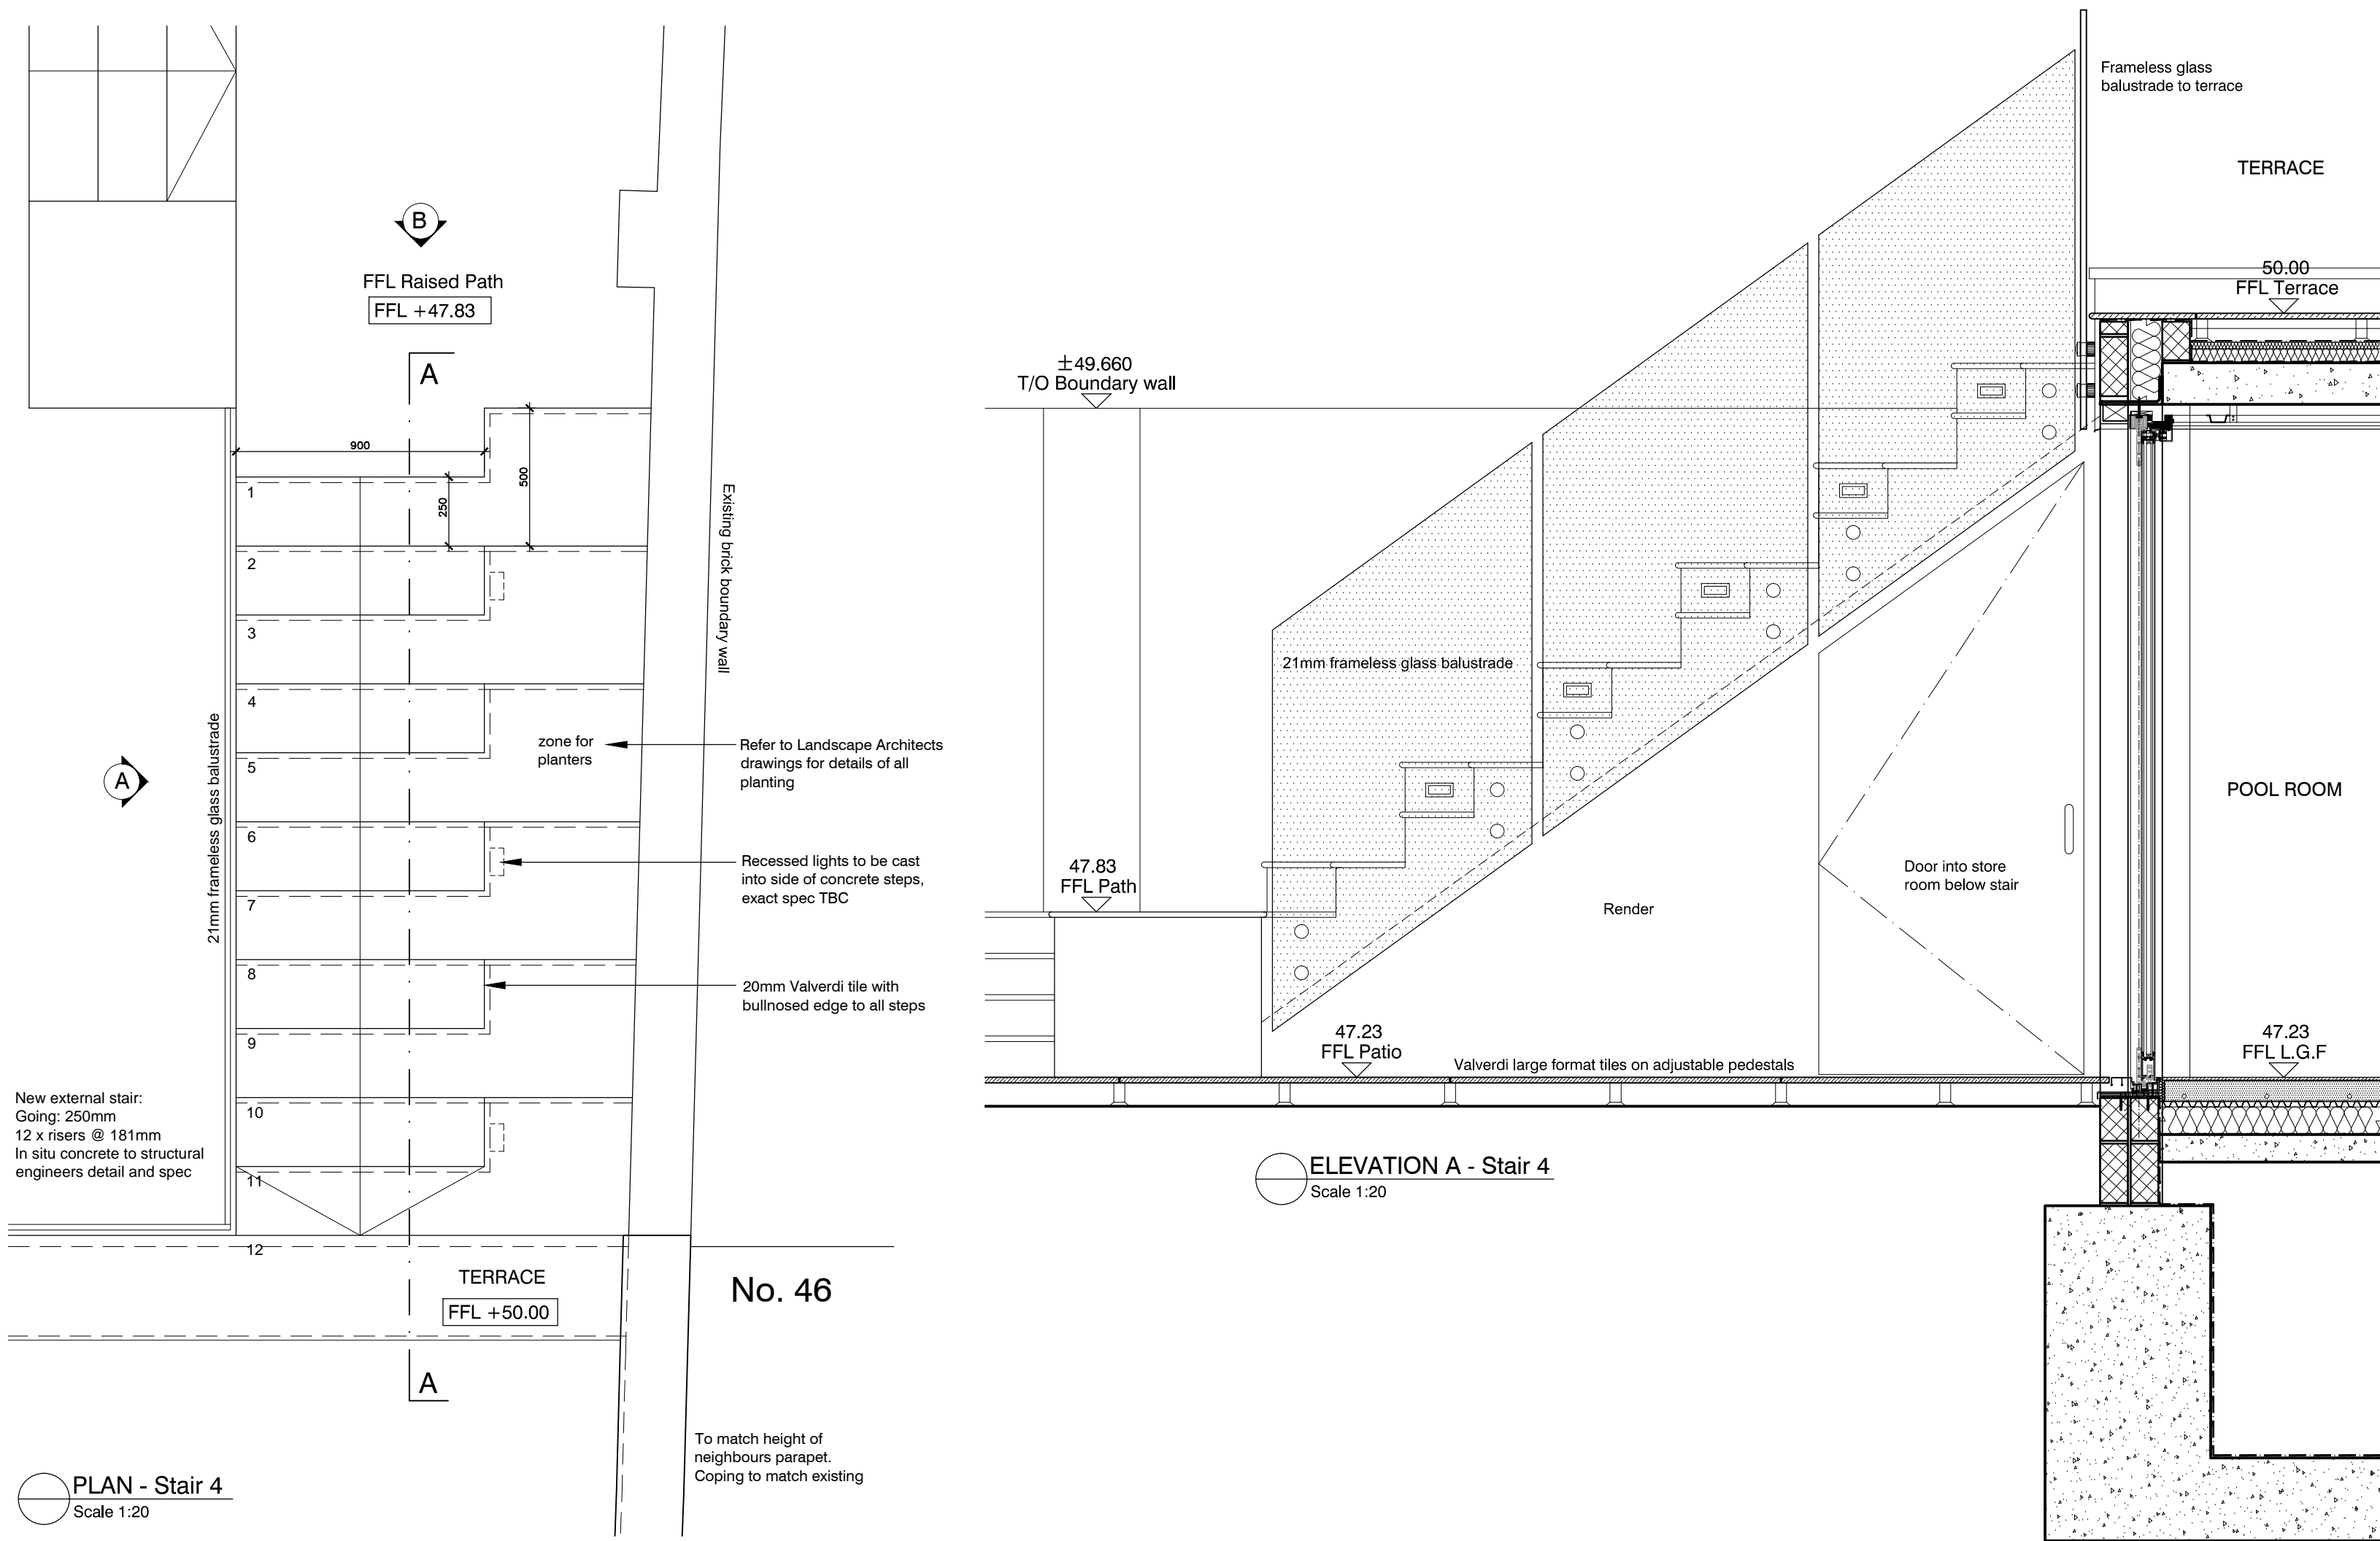 B
FFL Raised Path
FFL +47.83
A
900
500
250
1
2
3
4
5
6
7
8
9
10
11
12
Existing brick boundary wall
21mm frameless glass balustrade
A
zone for
planters
Refer to Landscape Architects
drawings for details of all
planting
Recessed lights to be cast
into side of concrete steps,
exact spec TBC
20mm Valverdi tile with
bullnosed edge to all steps
New external stair:
Going: 250mm
12 x risers @ 181mm
In situ concrete to structural
engineers detail and spec
TERRACE
FFL +50.00
No. 46
A
To match height of
neighbours parapet.
Coping to match existing
PLAN - Stair 4
Scale 1:20
Frameless glass
balustrade to terrace
TERRACE
50.00
FFL Terrace
±49.660
T/O Boundary wall
21mm frameless glass balustrade
47.83
FFL Path
Render
Door into store
room below stair
POOL ROOM
47.23
FFL Patio
Valverdi large format tiles on adjustable pedestals
47.23
FFL L.G.F
ELEVATION A - Stair 4
Scale 1:20